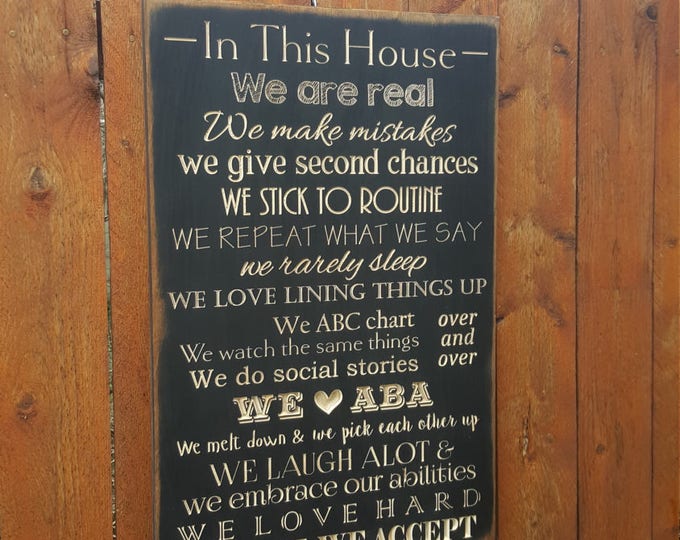 In This House
We are real
We make mistakes
we give second chances
WE STICK TO ROUTINE
WE REPEAT WHAT WE SAY
we rarely sleep
WE LOVE LINING THINGS UP
We ABC chart over
We watch the same things and
We do social stories over
WE ♥ ABA
We melt down & we pick each other up
WE LAUGH ALOT &
we embrace our abilities
WE LOVE HARD
WE ACCEPT